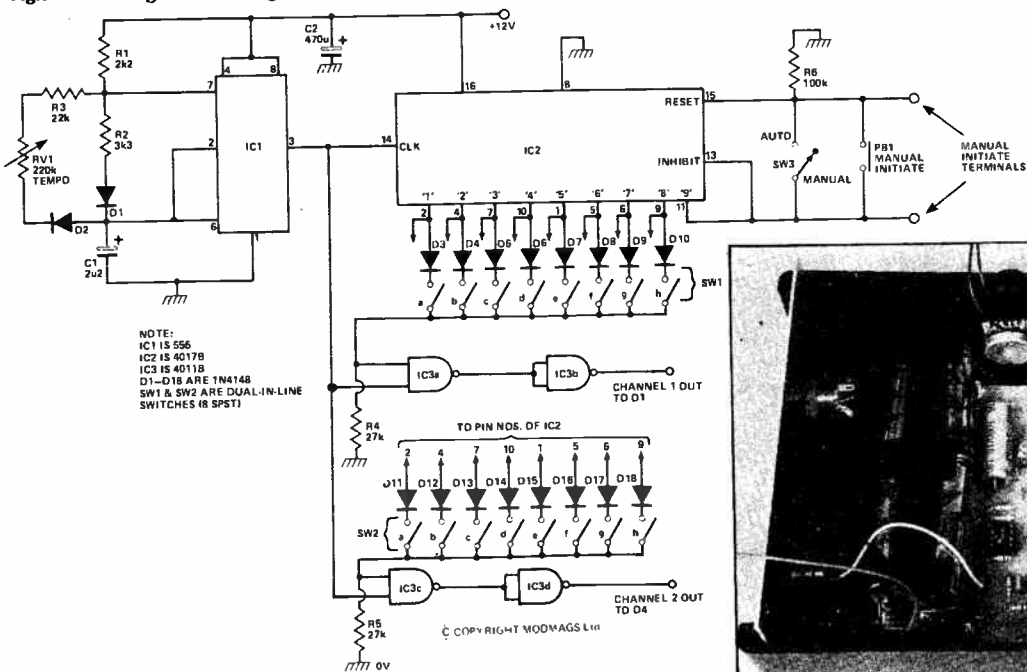 +12V
C2
470u
+
R1
2k2
R3
22k
R2
3k3
RV1
220k
TEMPO
D1
D2
C1
2u2
+
4
8
7
2
6
1
3
IC1
16
8
14
CLK
IC2
RESET
15
INHIBIT
13
R6
100k
AUTO
SW3
MANUAL
PB1
MANUAL
INITIATE
MANUAL
INITIATE
TERMINALS
'1' '2' '3' '4' '5' '6' '7' '8' '9'
2 4 7 10 1 5 6 9 11
D3 D4 D5 D6 D7 D8 D9 D10
a b c d e f g h
SW1
NOTE:
IC1 IS 556
IC2 IS 4017B
IC3 IS 4011B
D1–D18 ARE 1N4148
SW1 & SW2 ARE DUAL-IN-LINE
SWITCHES (8 SPST)
IC3a
IC3b
CHANNEL 1 OUT
TO D1
R4
27k
TO PIN NOS. OF IC2
2 4 7 10 1 5 6 9
D11 D12 D13 D14 D15 D16 D17 D18
SW2
a b c d e f g h
IC3c
IC3d
CHANNEL 2 OUT
TO D4
R5
27k
0V
© COPYRIGHT MODMAGS Ltd